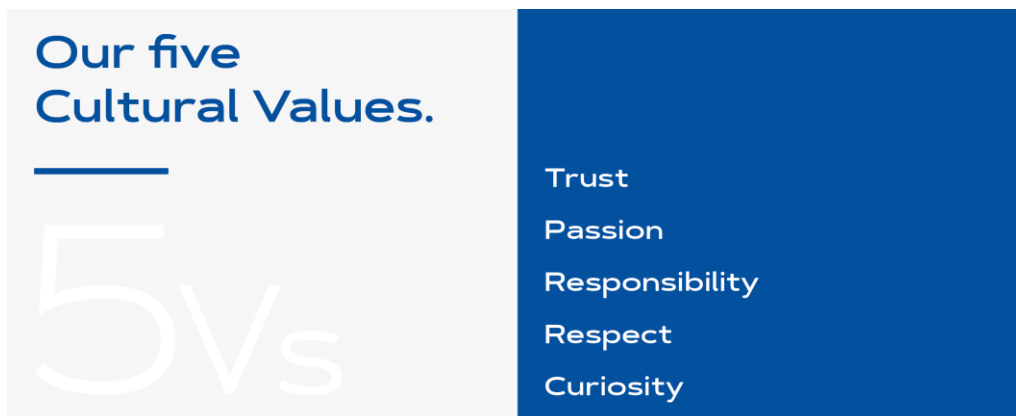 Our five
Cultural Values.
5Vs
Trust
Passion
Responsibility
Respect
Curiosity